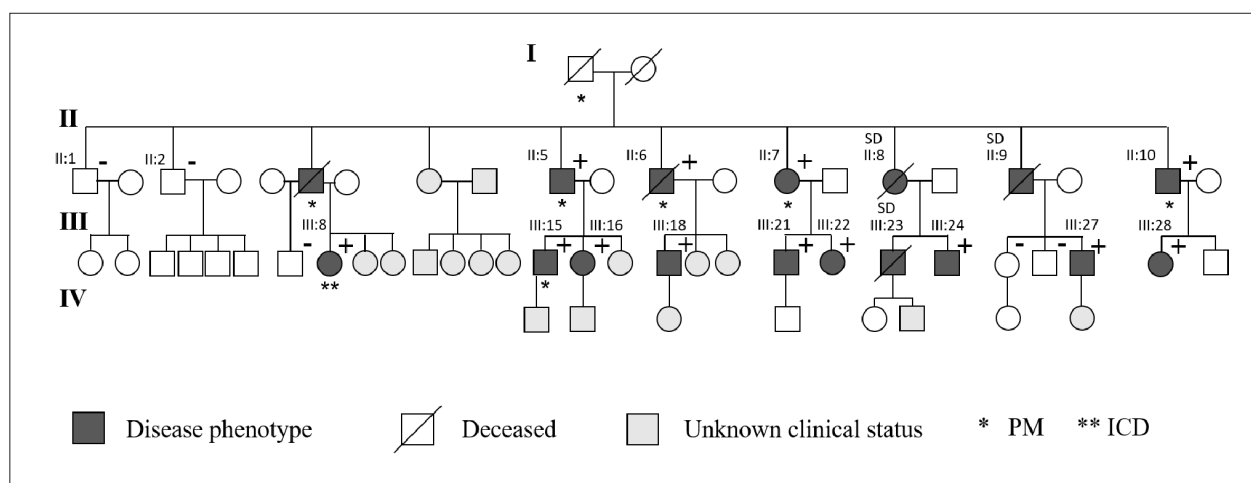 I
*
II
SD SD
II:1 - II:2 - II:5 + II:6 + II:7 + II:8 II:9 II:10 +
* * * * *
III SD
III:8 III:15 III:16 III:18 III:21 III:22 III:23 III:24 III:27 III:28
- + + + + + + + - - + +
** *
IV
Disease phenotype Deceased Unknown clinical status * PM ** ICD